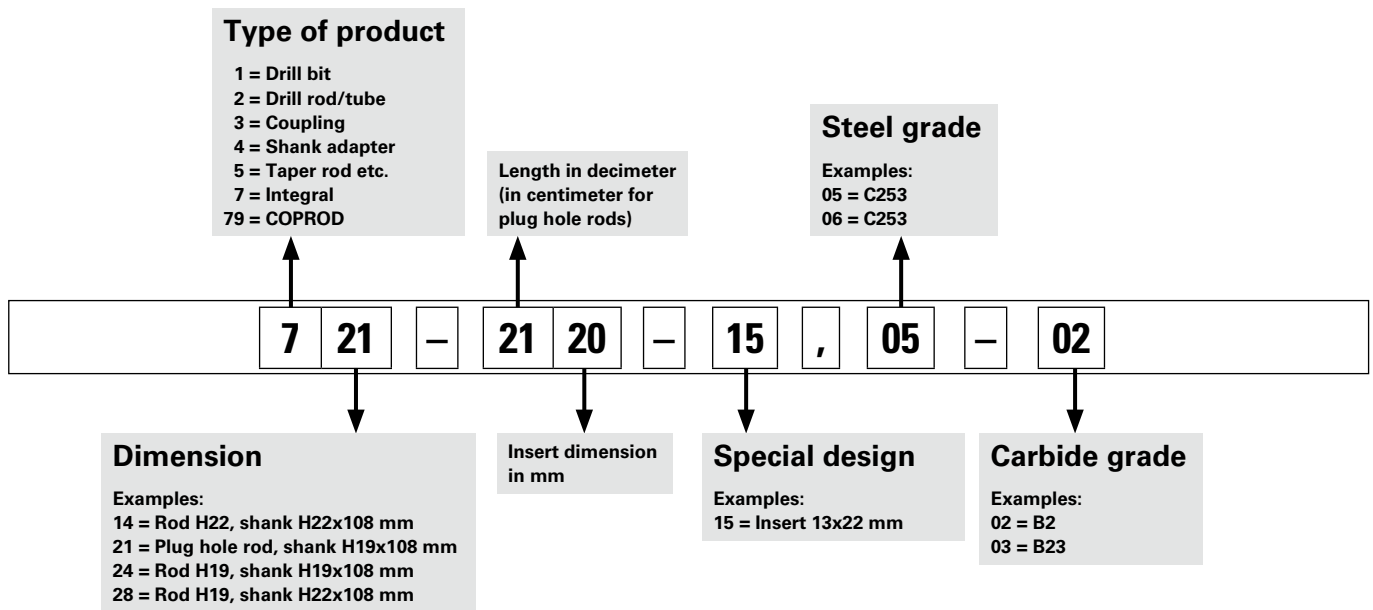 Type of product
1 = Drill bit
2 = Drill rod/tube
3 = Coupling
4 = Shank adapter
5 = Taper rod etc.
7 = Integral
79 = COPROD
Length in decimeter
(in centimeter for
plug hole rods)
Steel grade
Examples:
05 = C253
06 = C253
7 21 – 21 20 – 15 , 05 – 02
Dimension
Examples:
14 = Rod H22, shank H22x108 mm
21 = Plug hole rod, shank H19x108 mm
24 = Rod H19, shank H19x108 mm
28 = Rod H19, shank H22x108 mm
Insert dimension
in mm
Special design
Examples:
15 = Insert 13x22 mm
Carbide grade
Examples:
02 = B2
03 = B23